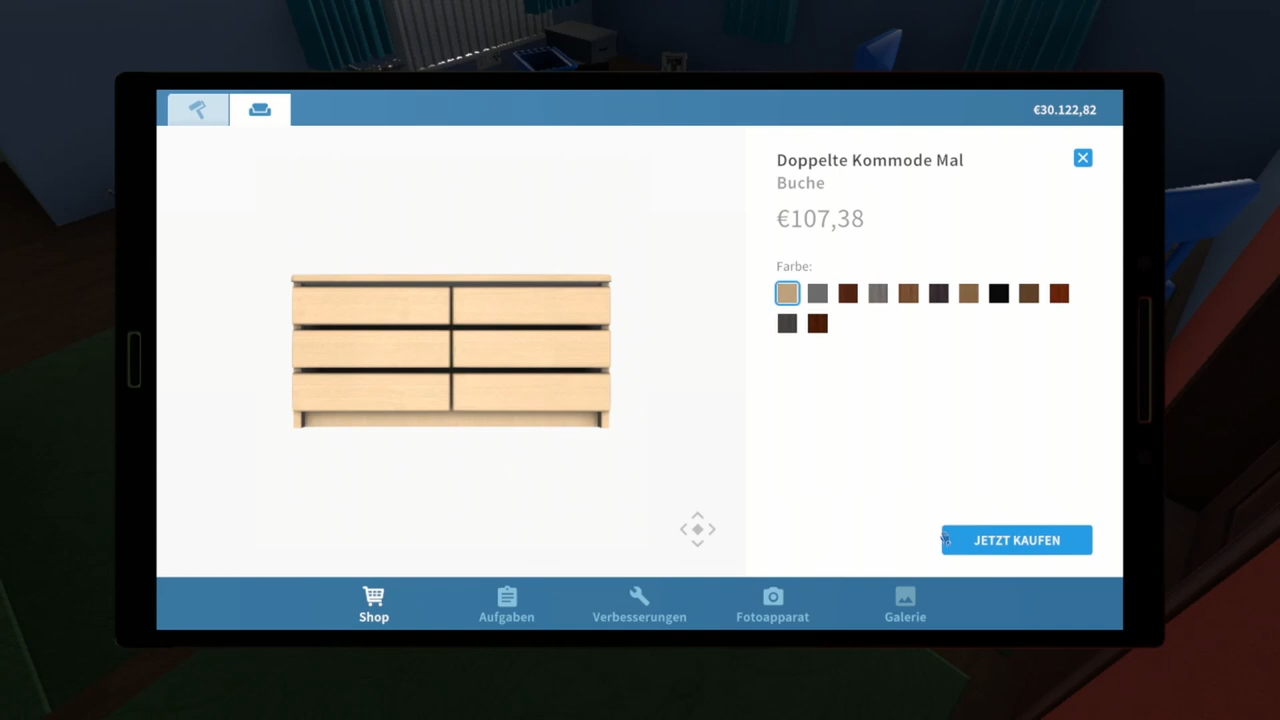 €30.122,82
Doppelte Kommode Mal
Buche
€107,38
Farbe:
JETZT KAUFEN
Shop
Aufgaben
Verbesserungen
Fotoapparat
Galerie